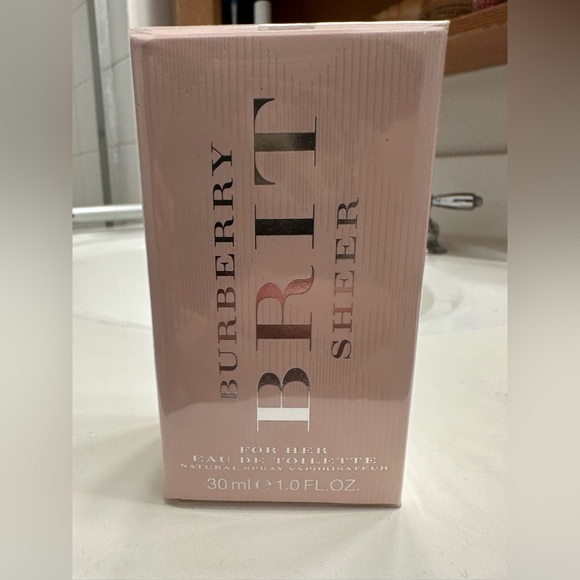 BURBERRY
BRIT
SHEER
FOR HER
EAU DE TOILETTE
NATURAL SPRAY VAPORISATEUR
30 ml ℮ 1.0 FL.OZ.